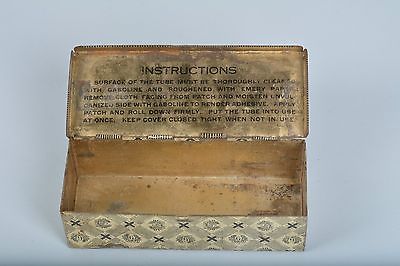 INSTRUCTIONS
SURFACE OF THE TUBE MUST BE THOROUGHLY CLEANED
WITH GASOLINE AND ROUGHENED WITH EMERY PAPER.
REMOVE CLOTH FACING FROM PATCH AND MOISTEN UNVUL-
CANIZED SIDE WITH GASOLINE TO RENDER ADHESIVE. APPLY
PATCH AND ROLL DOWN FIRMLY. PUT THE TUBE INTO USE
AT ONCE. KEEP COVER CLOSED TIGHT WHEN NOT IN USE.